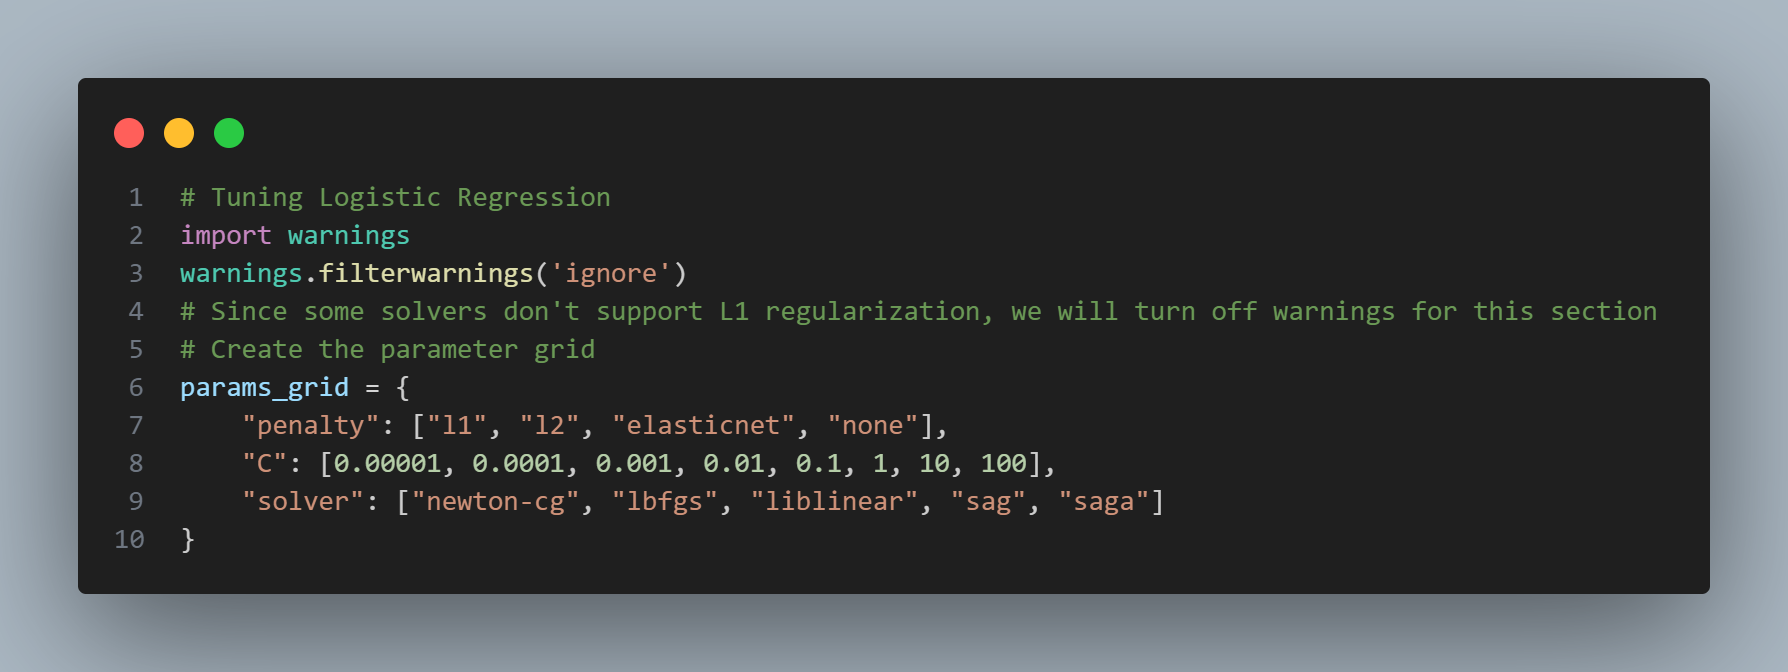 1 # Tuning Logistic Regression
2 import warnings
3 warnings.filterwarnings('ignore')
4 # Since some solvers don't support L1 regularization, we will turn off warnings for this section
5 # Create the parameter grid
6 params_grid = {
7     "penalty": ["l1", "l2", "elasticnet", "none"],
8     "C": [0.00001, 0.0001, 0.001, 0.01, 0.1, 1, 10, 100],
9     "solver": ["newton-cg", "lbfgs", "liblinear", "sag", "saga"]
10 }